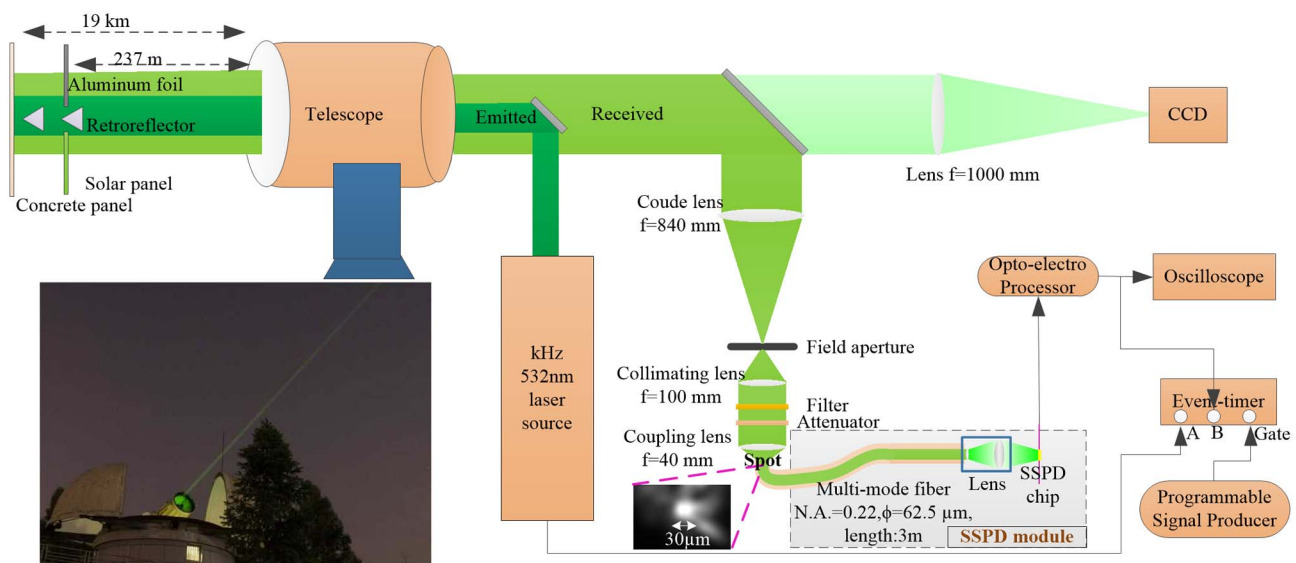 19 km
237 m
Aluminum foil
Retroreflector
Solar panel
Concrete panel
Telescope
Emitted
Received
CCD
Lens f=1000 mm
Coude lens
f=840 mm
kHz
532nm
laser
source
Field aperture
Collimating lens
f=100 mm
Filter
Attenuator
Coupling lens
f=40 mm
Spot
30μm
Multi-mode fiber
N.A.=0.22,ϕ=62.5 μm,
length:3m
Lens
SSPD
chip
SSPD module
Opto-electro
Processor
Oscilloscope
Event-timer
A
B
Gate
Programmable
Signal Producer